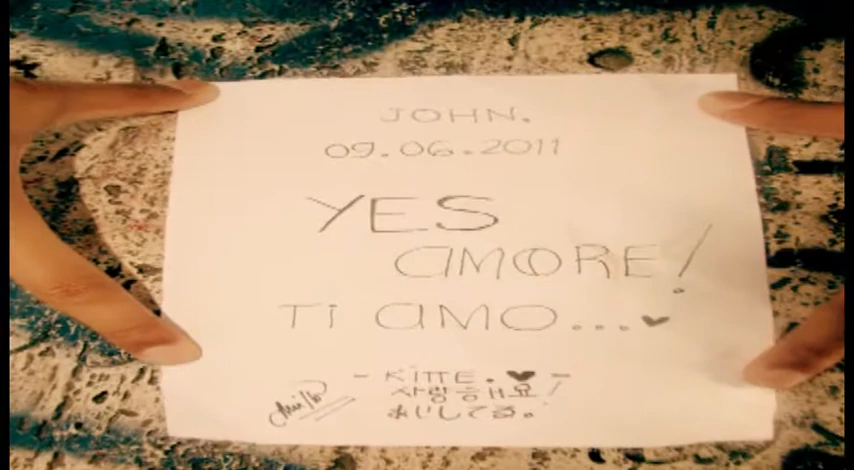 JOHN.
09.06.2011
YES
AMORE!
Ti AMO...♥
- KiTTE.♥ -
사랑해요!
あいしてる。